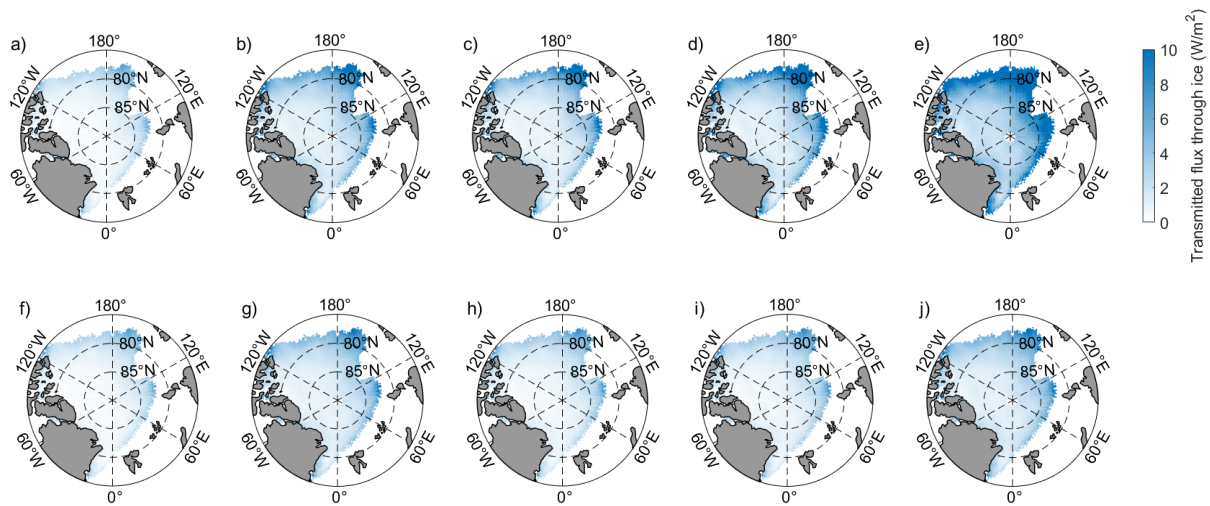 a) 180° 120°W 80°N 120°E 85°N 60°W 60°E 0°
b) 180° 120°W 80°N 120°E 85°N 60°W 60°E 0°
c) 180° 120°W 80°N 120°E 85°N 60°W 60°E 0°
d) 180° 120°W 80°N 120°E 85°N 60°W 60°E 0°
e) 180° 120°W 80°N 120°E 85°N 60°W 60°E 0°
10
8
6
4
2
0
Transmitted flux through ice (W/m²)
f) 180° 120°W 80°N 120°E 85°N 60°W 60°E 0°
g) 180° 120°W 80°N 120°E 85°N 60°W 60°E 0°
h) 180° 120°W 80°N 120°E 85°N 60°W 60°E 0°
i) 180° 120°W 80°N 120°E 85°N 60°W 60°E 0°
j) 180° 120°W 80°N 120°E 85°N 60°W 60°E 0°